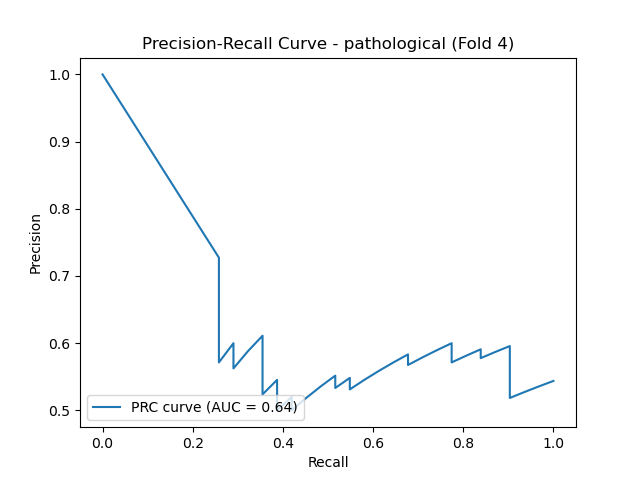 Precision-Recall Curve - pathological (Fold 4)
1.0
0.9
0.8
0.7
0.6
0.5
Precision
PRC curve (AUC = 0.64)
0.0 0.2 0.4 0.6 0.8 1.0
Recall